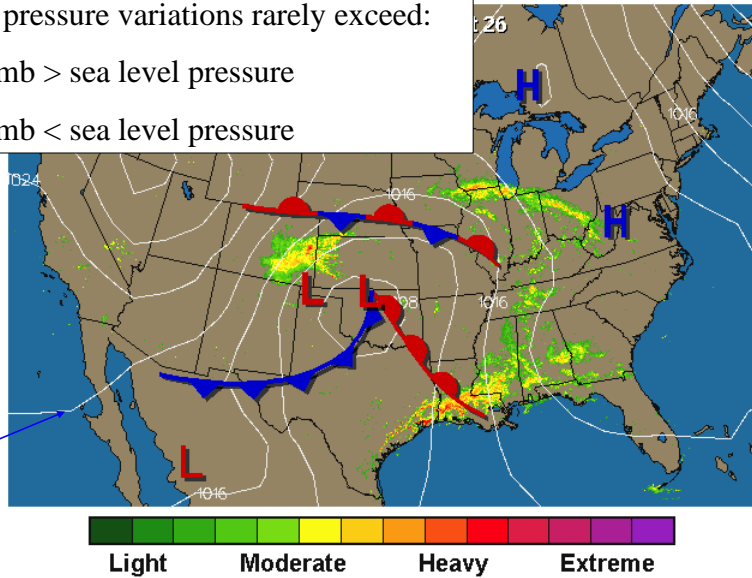 pressure variations rarely exceed:
mb > sea level pressure
mb < sea level pressure
26
H
1016
1024
1016
H
L L 08 1016
L
1016
Light Moderate Heavy Extreme